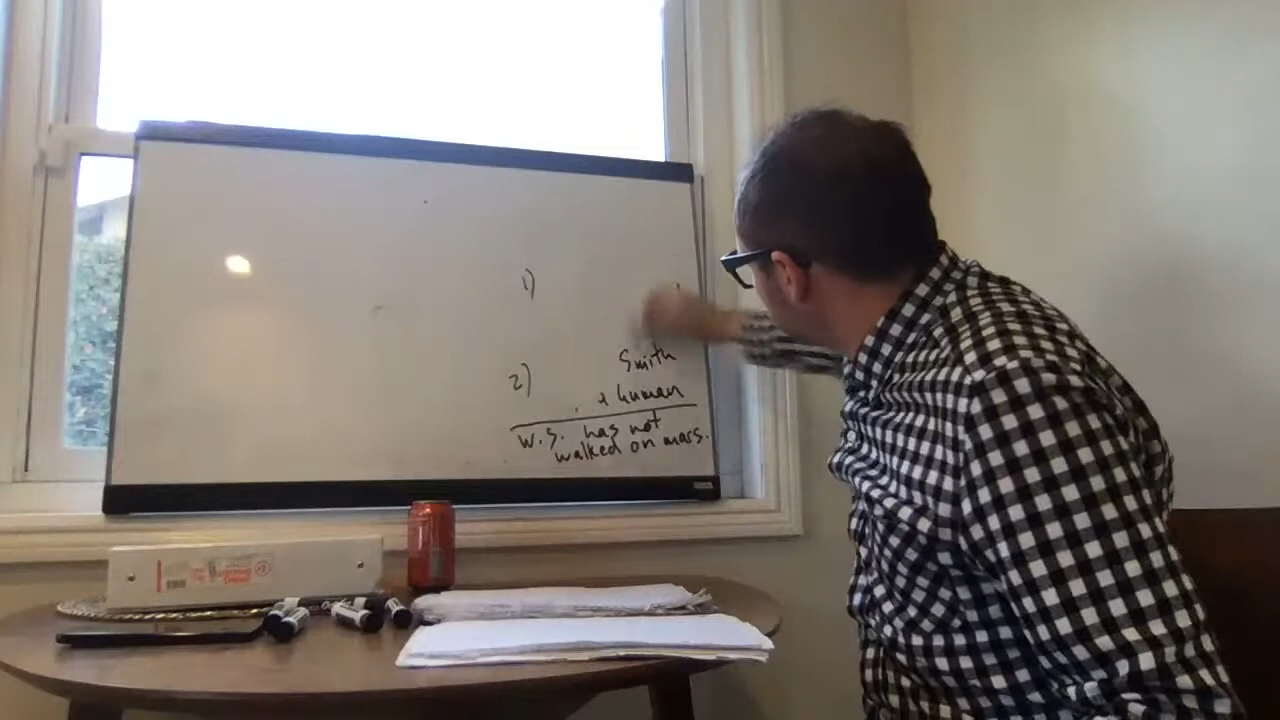 1)
Smith
2)
human
w.s. has not
walked on mars.